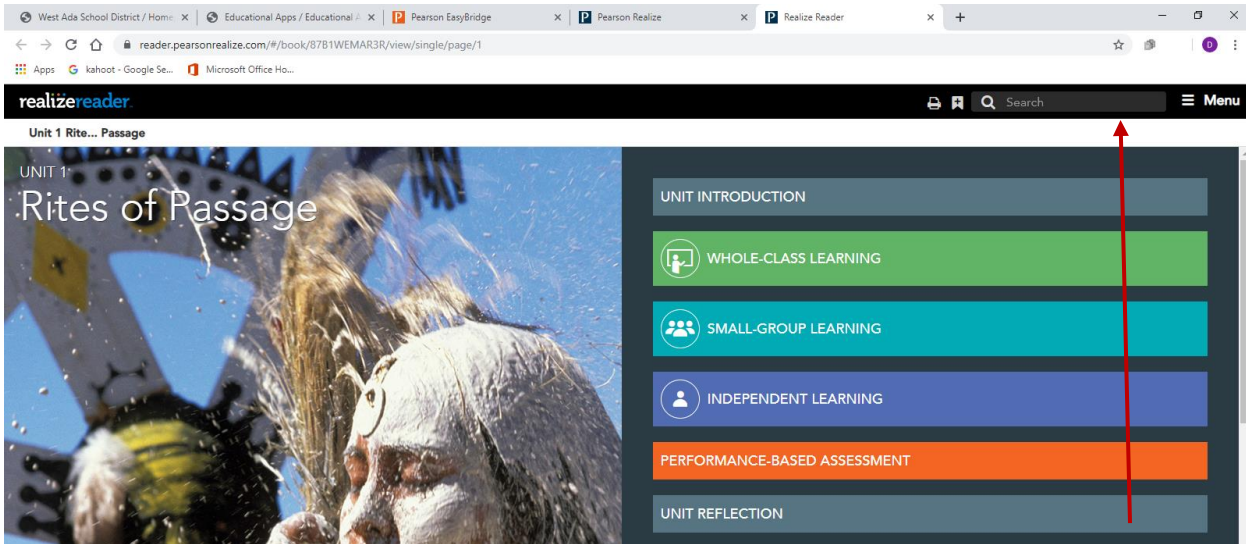 West Ada School District / Home
Educational Apps / Educational A
Pearson EasyBridge
Pearson Realize
Realize Reader
reader.pearsonrealize.com/#/book/87B1WEMAR3R/view/single/page/1
D
Apps
kahoot - Google Se...
Microsoft Office Ho...
realizereader.
Search
Menu
Unit 1 Rite... Passage
UNIT 1:
Rites of Passage
UNIT INTRODUCTION
WHOLE-CLASS LEARNING
SMALL-GROUP LEARNING
INDEPENDENT LEARNING
PERFORMANCE-BASED ASSESSMENT
UNIT REFLECTION